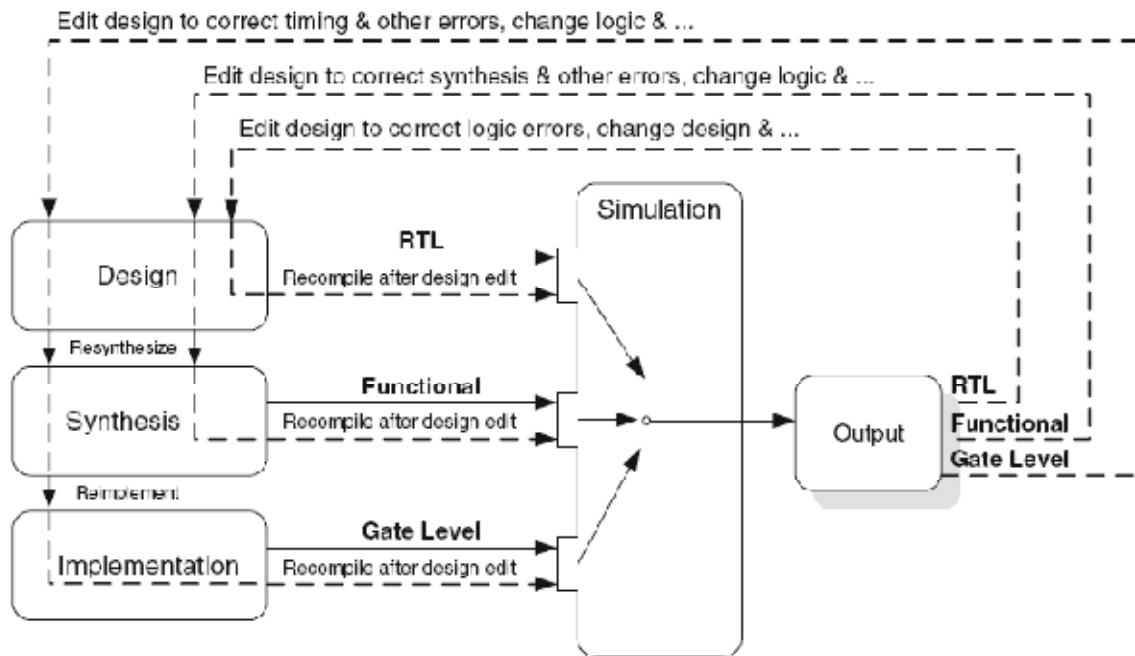 Edit design to correct timing & other errors, change logic & ...
Edit design to correct synthesis & other errors, change logic & ...
Edit design to correct logic errors, change design & ...
Simulation
RTL
Design
Recompile after design edit
Resynthesize
Functional
Synthesis
Recompile after design edit
Reimplement
Gate Level
Implementation
Recompile after design edit
Output
RTL
Functional
Gate Level